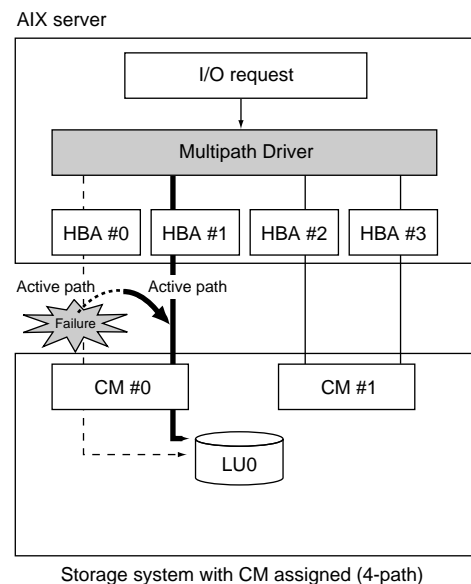 AIX server
I/O request
Multipath Driver
HBA #0
HBA #1
HBA #2
HBA #3
Active path
Active path
Failure
CM #0
CM #1
LU0
Storage system with CM assigned (4-path)